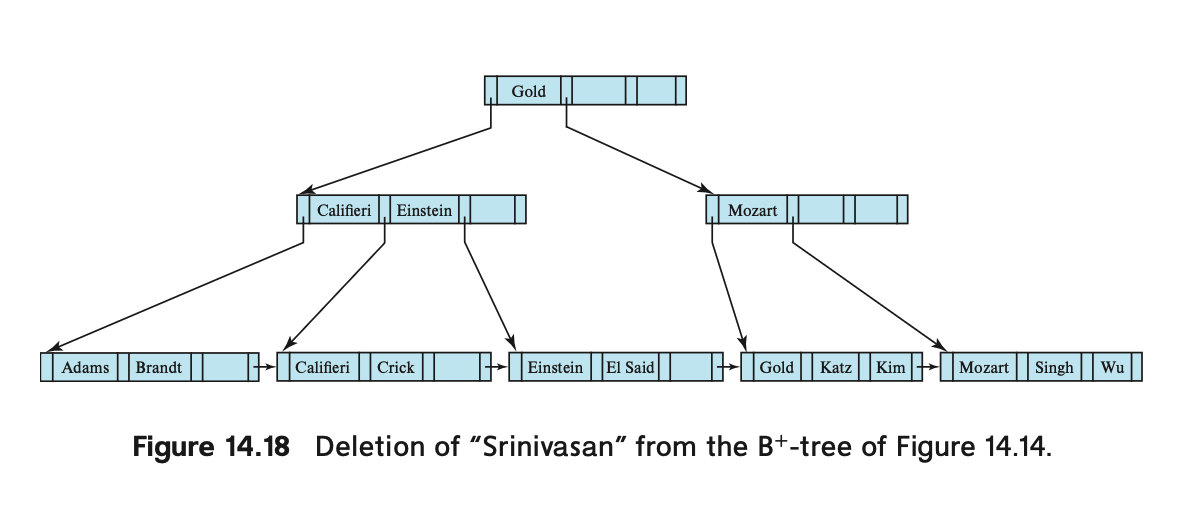 Gold
Califieri Einstein
Mozart
Adams Brandt
Califieri Crick
Einstein El Said
Gold Katz Kim
Mozart Singh Wu
Figure 14.18 Deletion of “Srinivasan” from the B+-tree of Figure 14.14.